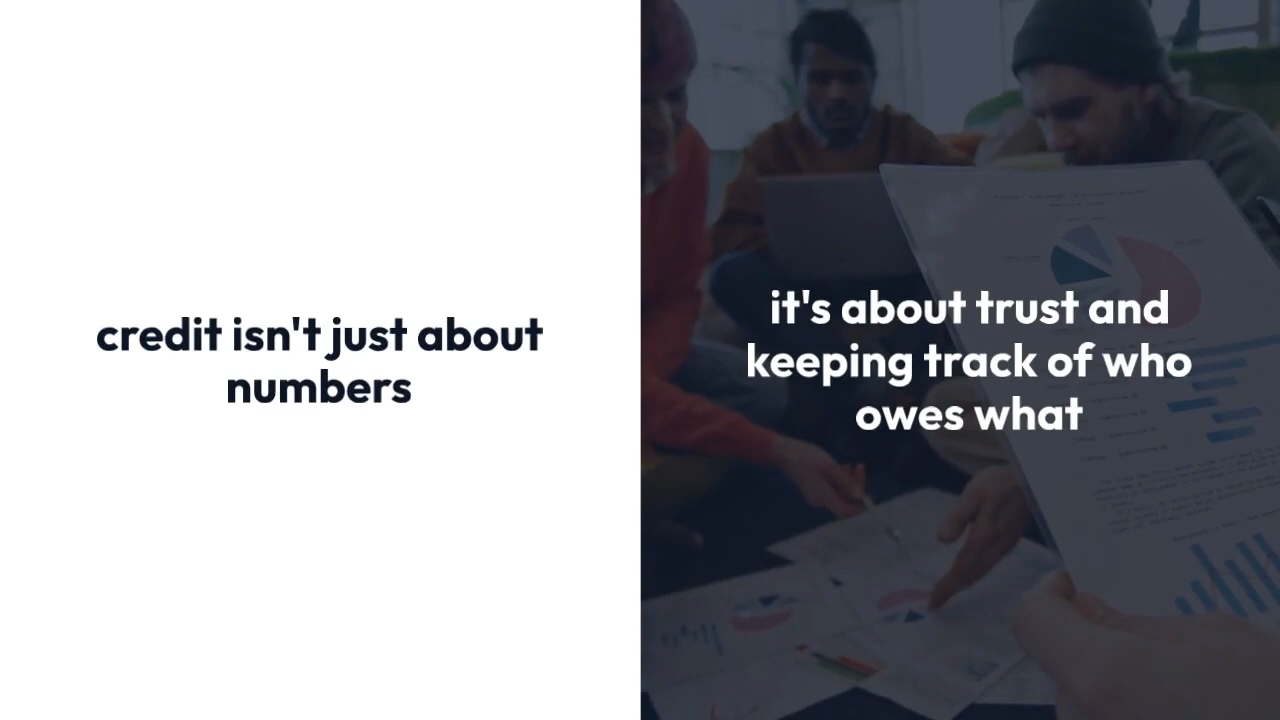 credit isn't just about
numbers
it's about trust and
keeping track of who
owes what